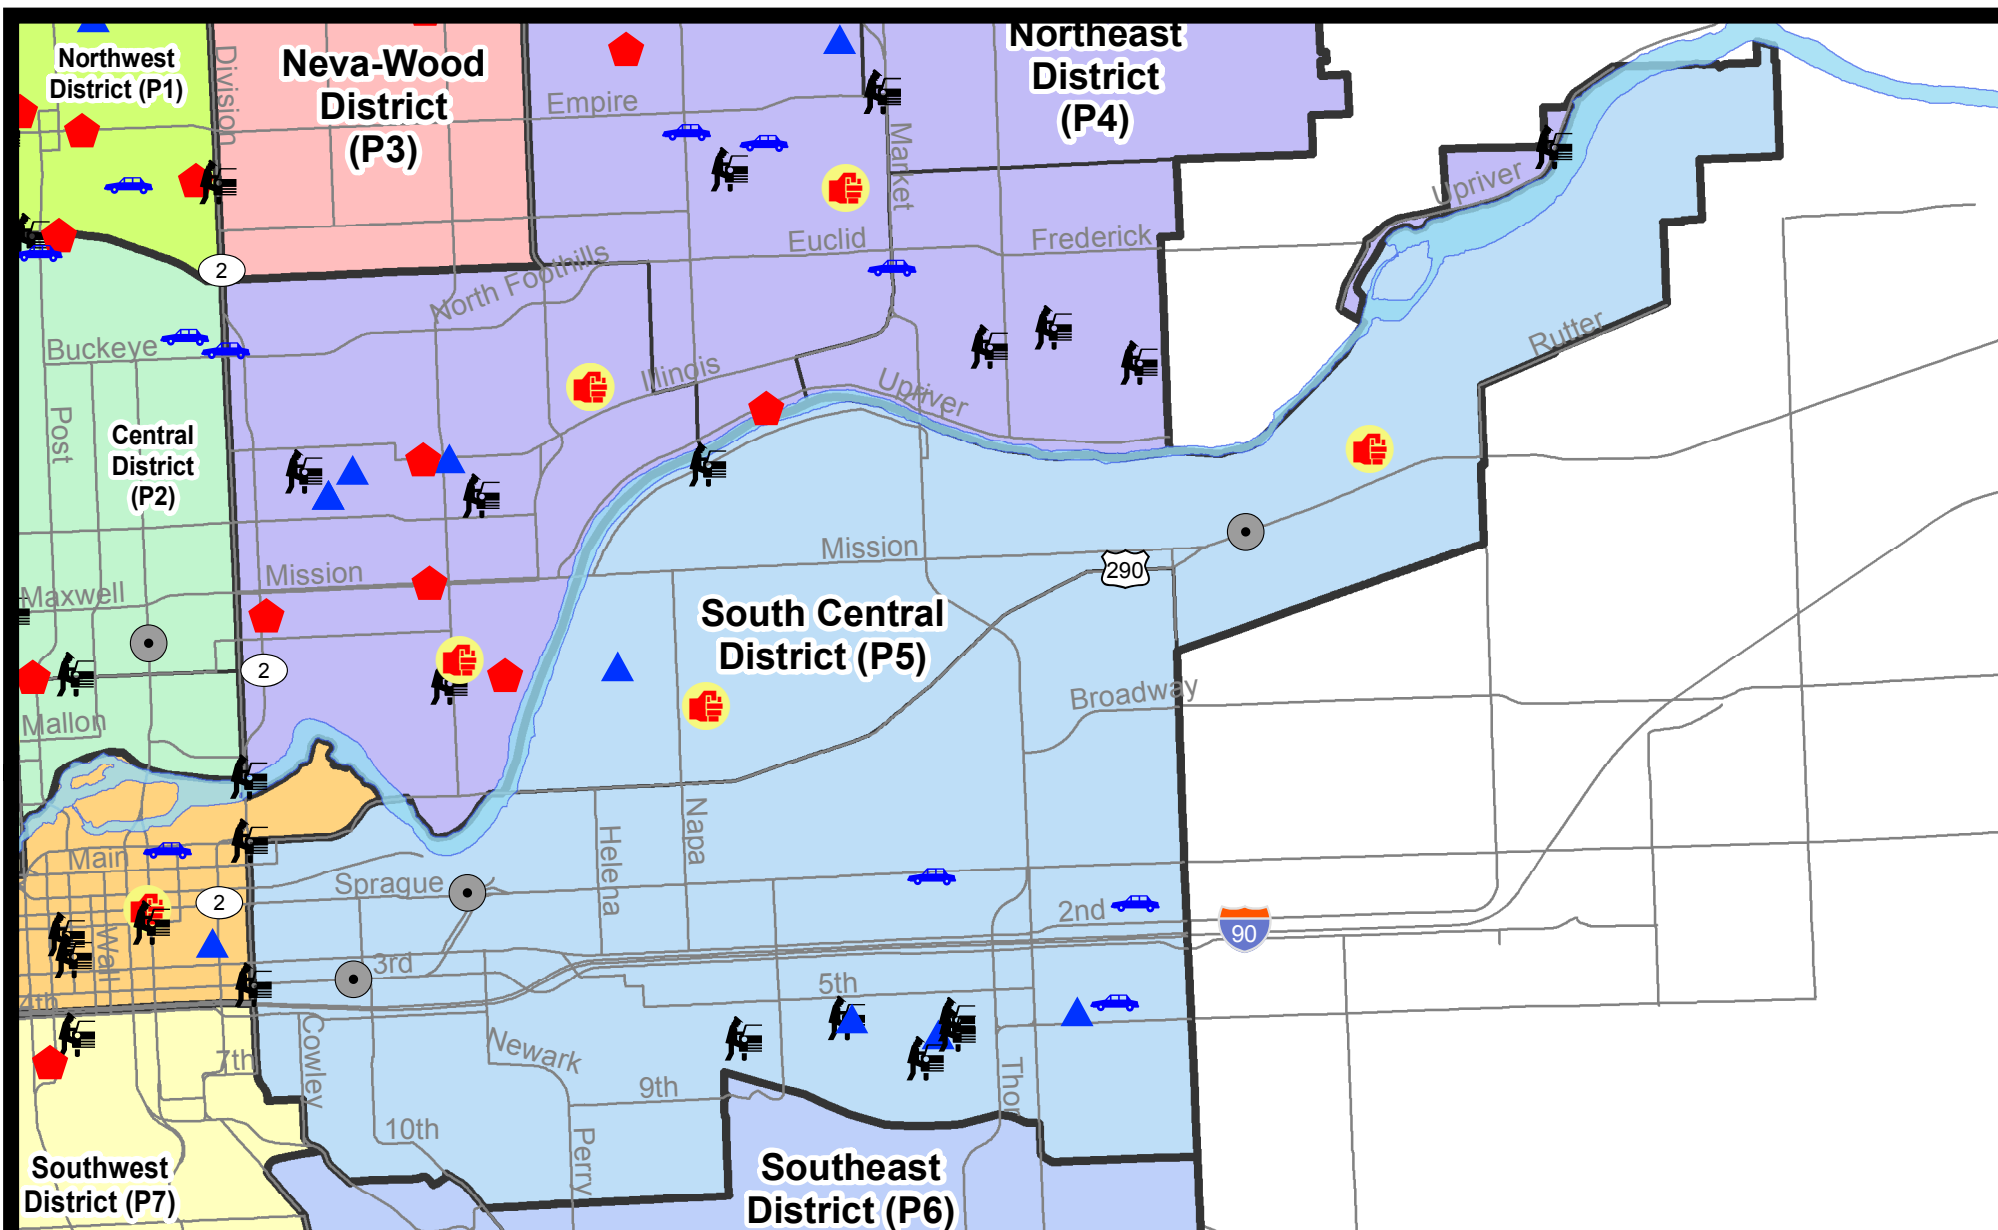 Northwest
District (P1)
Division
Neva-Wood
District
(P3)
Empire
Northeast
District
(P4)
Market
Upriver
Euclid
Frederick
2
North Foothills
Buckeye
Illinois
Upriver
Rutter
Post
Central
District
(P2)
Mission
290
Mission
Maxwell
South Central
District (P5)
2
Broadway
Mallon
Napa
Helena
Main
Sprague
2
2nd
90
Wall
3rd
5th
4th
Cowley
Newark
7th
9th
Thor
10th
Perry
Southwest
District (P7)
Southeast
District (P6)